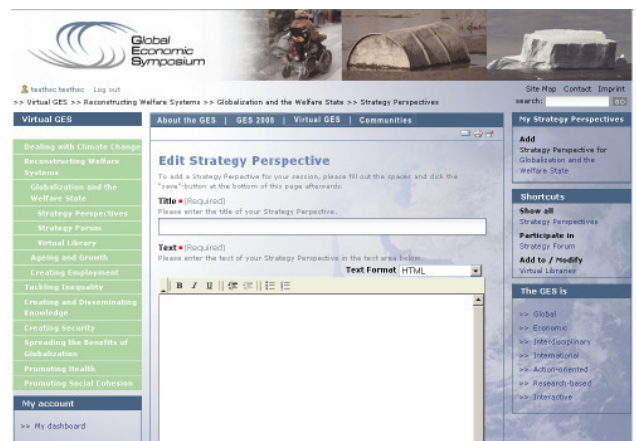 Global
Economic
Symposium
testhec testhec Log out
Site Map Contact Imprint
>> Virtual GES >> Reconstructing Welfare Systems >> Globalization and the Welfare State >> Strategy Perspectives
search: GO
Virtual GES
Dealing with Climate Change
Reconstructing Welfare
Systems
Globalization and the
Welfare State
Strategy Perspectives
Strategy Forum
Virtual Library
Ageing and Growth
Creating Employment
Tackling Inequality
Creating and Disseminating
Knowledge
Creating Security
Spreading the Benefits of
Globalization
Promoting Health
Promoting Social Cohesion
My account
>> My dashboard
About the GES | GES 2008 | Virtual GES | Communities
Edit Strategy Perspective
To add a Strategy Perpective for your session, please fill out the spaces and click the
"save"-button at the bottom of this page afterwards.
Title (Required)
Please enter the title of your Strategy Perpective.
Text (Required)
Please enter the text of your Strategy Perspective in the text area below.
Text Format HTML
B I U
My Strategy Perspectives
Add
Strategy Perspective for
Globalization and the
Welfare State
Shortcuts
Show all
Strategy Perspectives
Participate in
Strategy Forum
Add to / Modify
Virtual Libraries
The GES is
>> Global
>> Economic
>> Interdisciplinary
>> International
>> Action-oriented
>> Research-based
>> Interactive